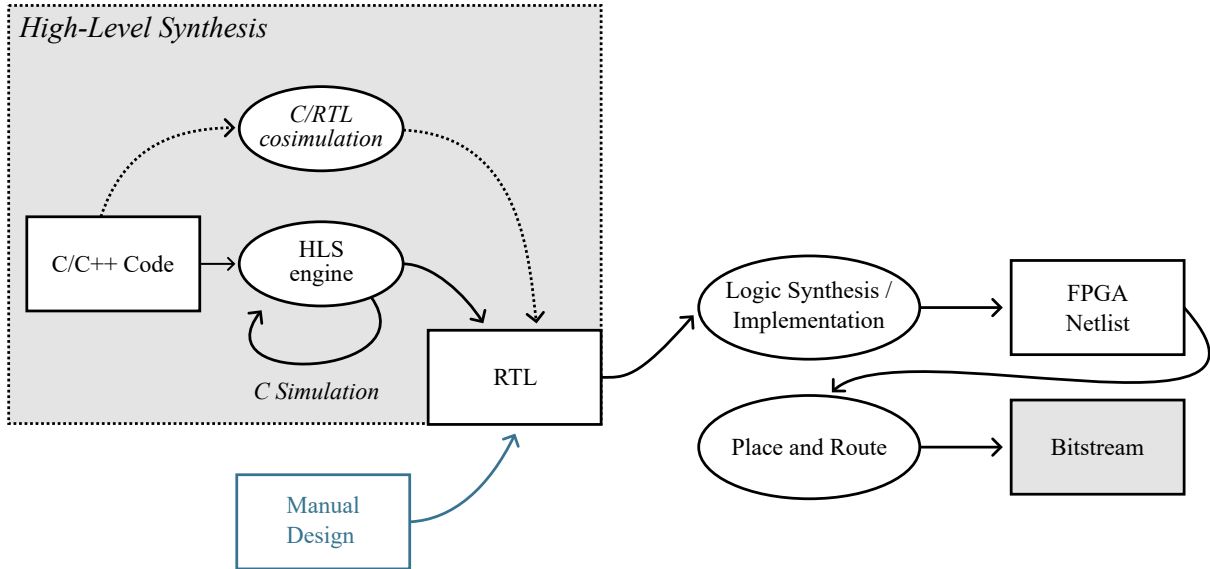 High-Level Synthesis
C/RTL
cosimulation
C/C++ Code
HLS
engine
C Simulation
RTL
Manual
Design
Logic Synthesis /
Implementation
FPGA
Netlist
Place and Route
Bitstream